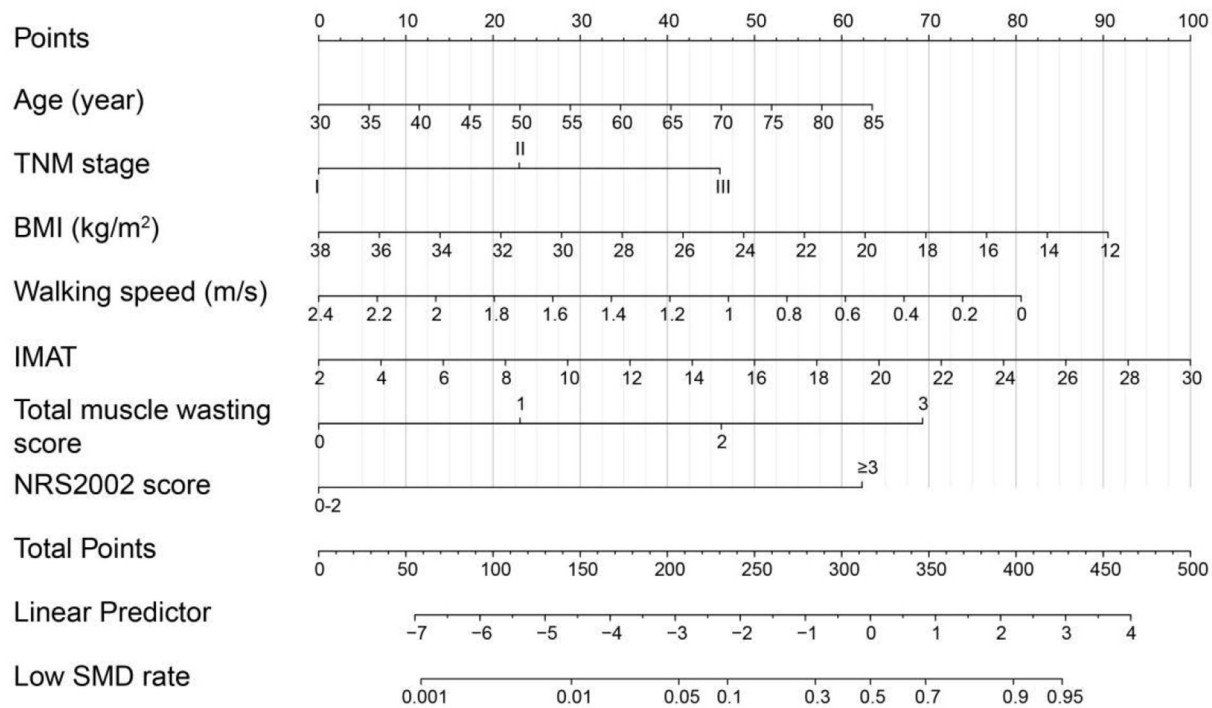 0 10 20 30 40 50 60 70 80 90 100
Points
Age (year)
30 35 40 45 50 55 60 65 70 75 80 85
II
TNM stage
I III
BMI (kg/m²)
38 36 34 32 30 28 26 24 22 20 18 16 14 12
Walking speed (m/s)
2.4 2.2 2 1.8 1.6 1.4 1.2 1 0.8 0.6 0.4 0.2 0
IMAT
2 4 6 8 10 12 14 16 18 20 22 24 26 28 30
Total muscle wasting
score
1 3
0 2
≥3
NRS2002 score
0-2
Total Points
0 50 100 150 200 250 300 350 400 450 500
Linear Predictor
−7 −6 −5 −4 −3 −2 −1 0 1 2 3 4
Low SMD rate
0.001 0.01 0.05 0.1 0.3 0.5 0.7 0.9 0.95